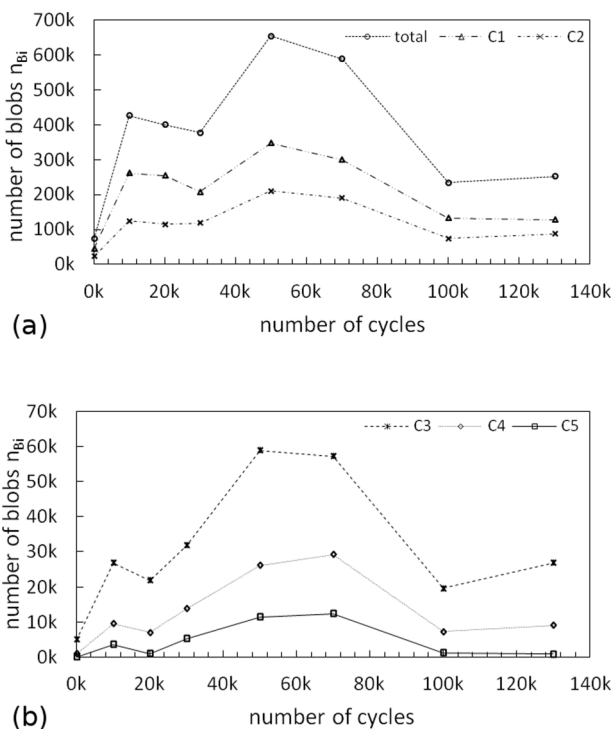 700k
600k
500k
400k
300k
200k
100k
0k
number of blobs nBi
total C1 C2
0k 20k 40k 60k 80k 100k 120k 140k
(a)
number of cycles
70k
60k
50k
40k
30k
20k
10k
0k
number of blobs nBi
C3 C4 C5
0k 20k 40k 60k 80k 100k 120k 140k
(b)
number of cycles